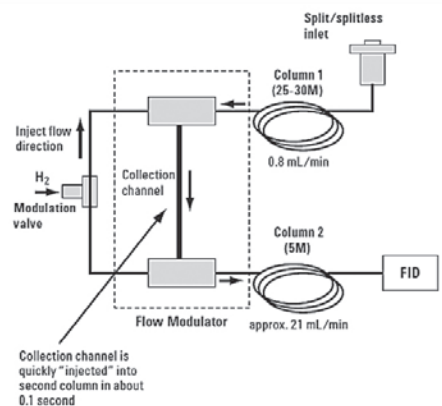 Split/splitless
inlet
Column 1
(25-30M)
0.8 mL/min
Inject flow
direction
H2
Modulation
valve
Collection
channel
Column 2
(5M)
FID
Flow Modulator
approx. 21 mL/min
Collection channel is
quickly "injected" into
second column in about
0.1 second